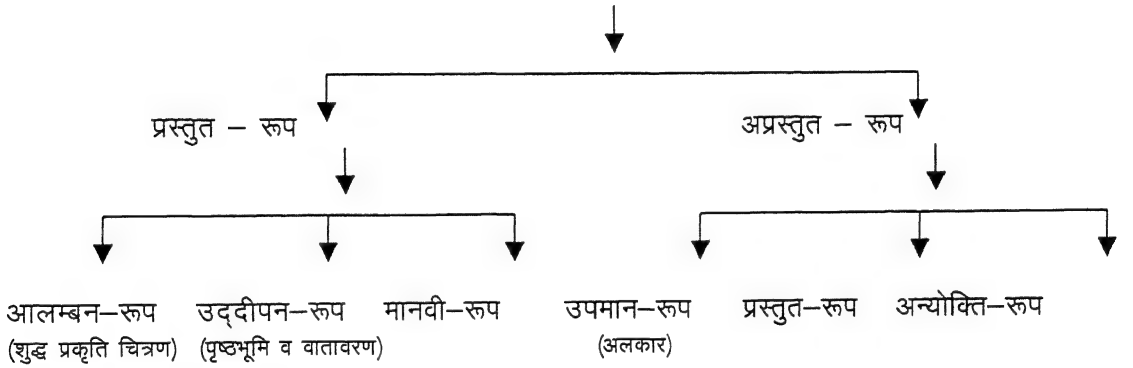 प्रस्तुत – रूप अप्रस्तुत – रूप
आलम्बन–रूप उद्दीपन–रूप मानवी–रूप उपमान–रूप प्रस्तुत–रूप अन्योक्ति–रूप
(शुद्ध प्रकृति चित्रण) (पृष्ठभूमि व वातावरण) (अलकार)